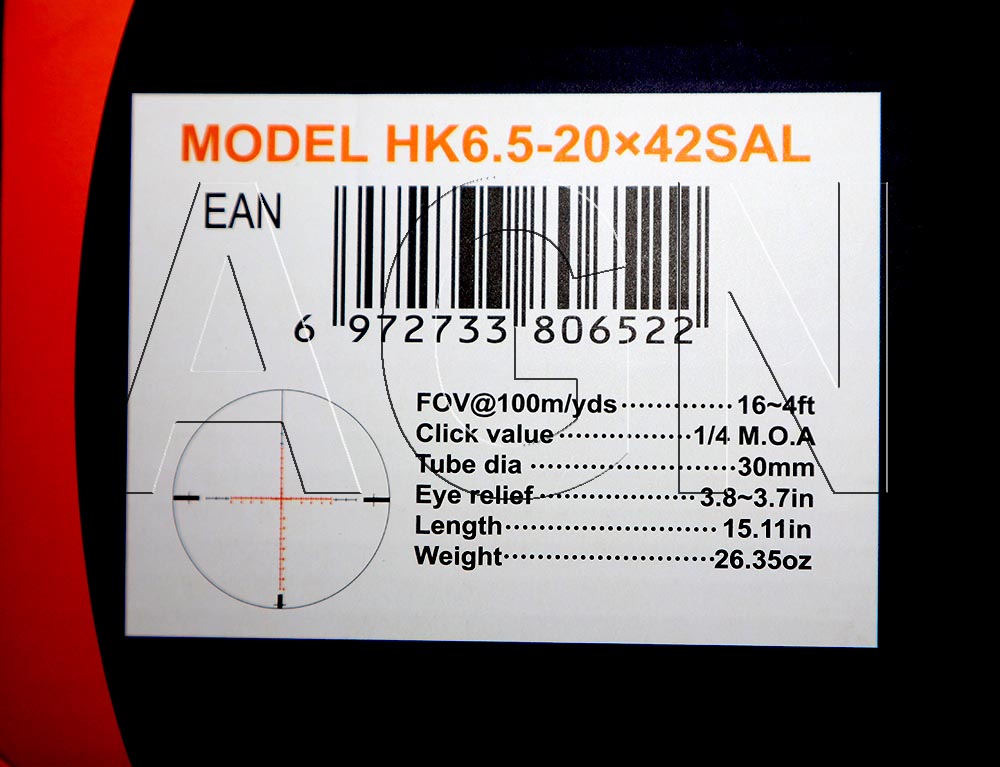 MODEL HK6.5-20×42SAL
EAN
6 972733 806522
FOV@100m/yds·············16~4ft
Click value···············1/4 M.O.A
Tube dia ·······················30mm
Eye relief·················3.8~3.7in
Length······················· 15.11in
Weight·······················26.35oz
AGN